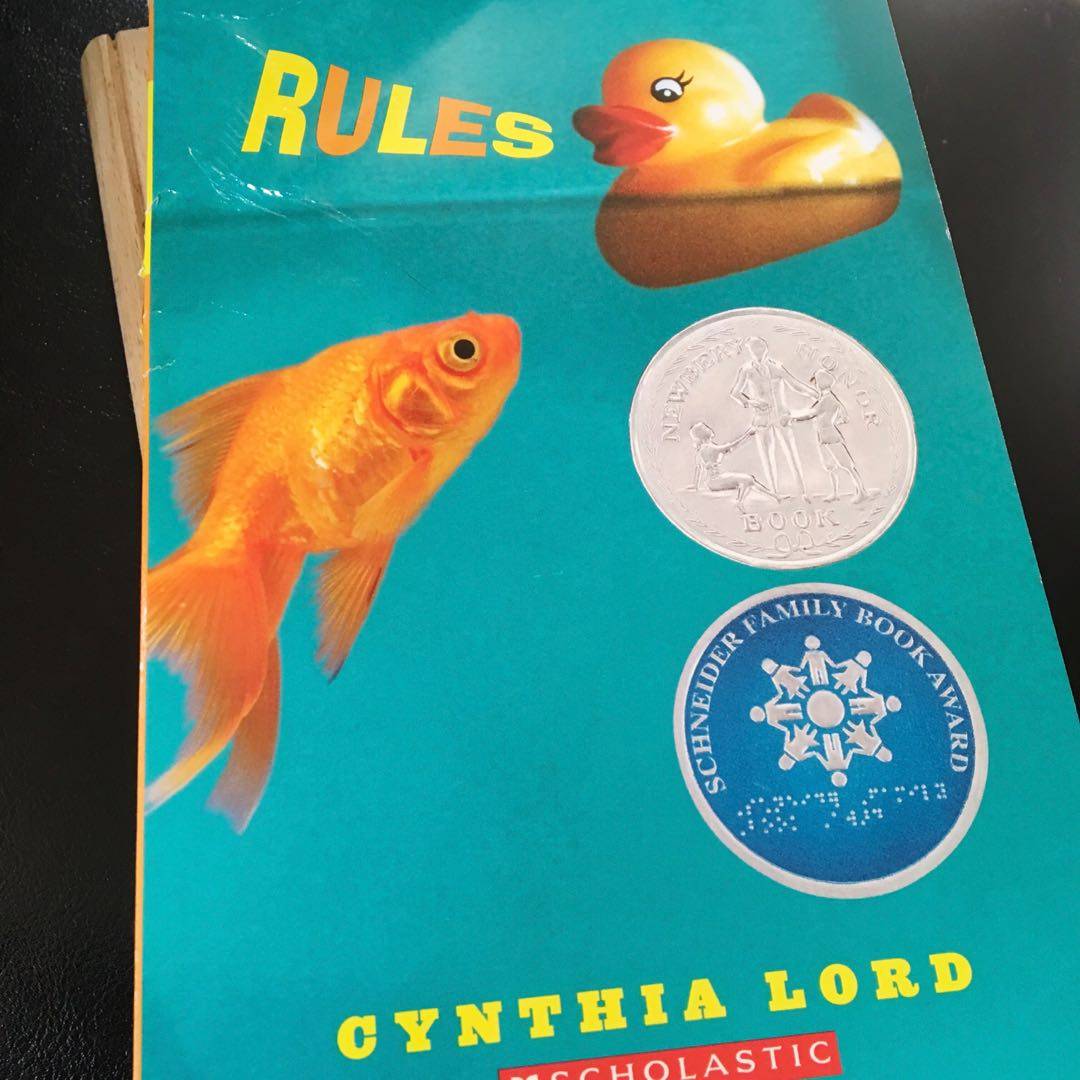 RULES
NEWBERY HONOR
BOOK
SCHNEIDER FAMILY BOOK AWARD
CYNTHIA LORD
SCHOLASTIC